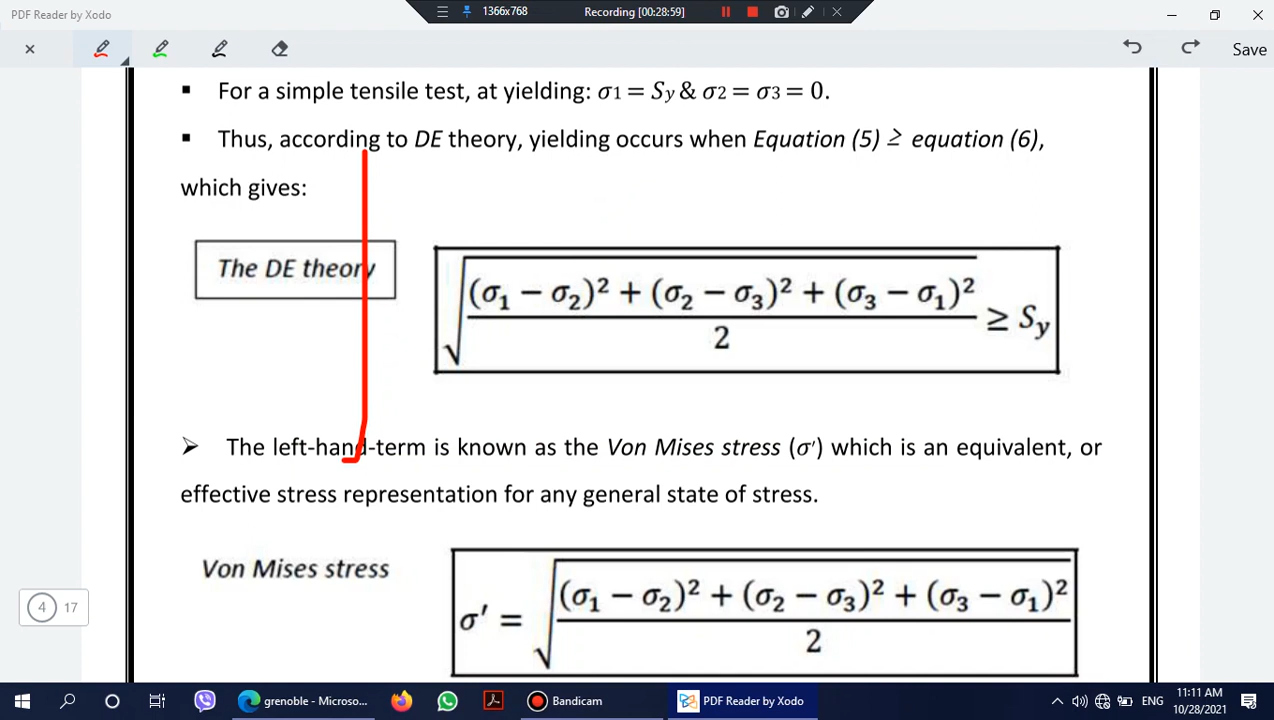 PDF Reader by Xodo
1366x768
Recording [00:28:59]
Save
▪ For a simple tensile test, at yielding: σ1 = Sy & σ2 = σ3 = 0.
▪ Thus, according to DE theory, yielding occurs when Equation (5) ≥ equation (6),
which gives:
The DE theory
√((σ₁ − σ₂)² + (σ₂ − σ₃)² + (σ₃ − σ₁)² / 2) ≥ S_y
➢ The left-hand-term is known as the Von Mises stress (σ′) which is an equivalent, or
effective stress representation for any general state of stress.
Von Mises stress
σ′ = √((σ₁ − σ₂)² + (σ₂ − σ₃)² + (σ₃ − σ₁)² / 2)
4 17
grenoble - Microso...
Bandicam
PDF Reader by Xodo
ENG
11:11 AM
10/28/2021